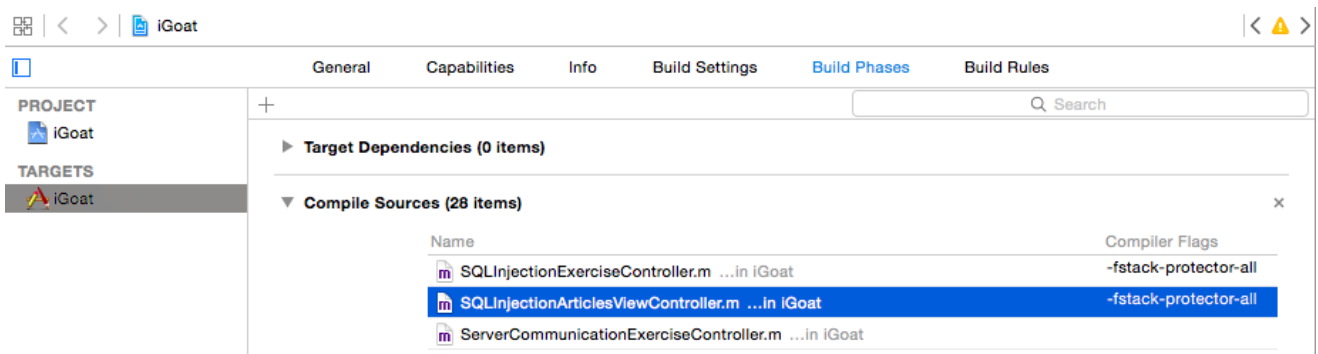 iGoat
General Capabilities Info Build Settings Build Phases Build Rules
PROJECT
iGoat
TARGETS
iGoat
Search
Target Dependencies (0 items)
Compile Sources (28 items)
Name Compiler Flags
SQLInjectionExerciseController.m ...in iGoat -fstack-protector-all
SQLInjectionArticlesViewController.m ...in iGoat -fstack-protector-all
ServerCommunicationExerciseController.m ...in iGoat